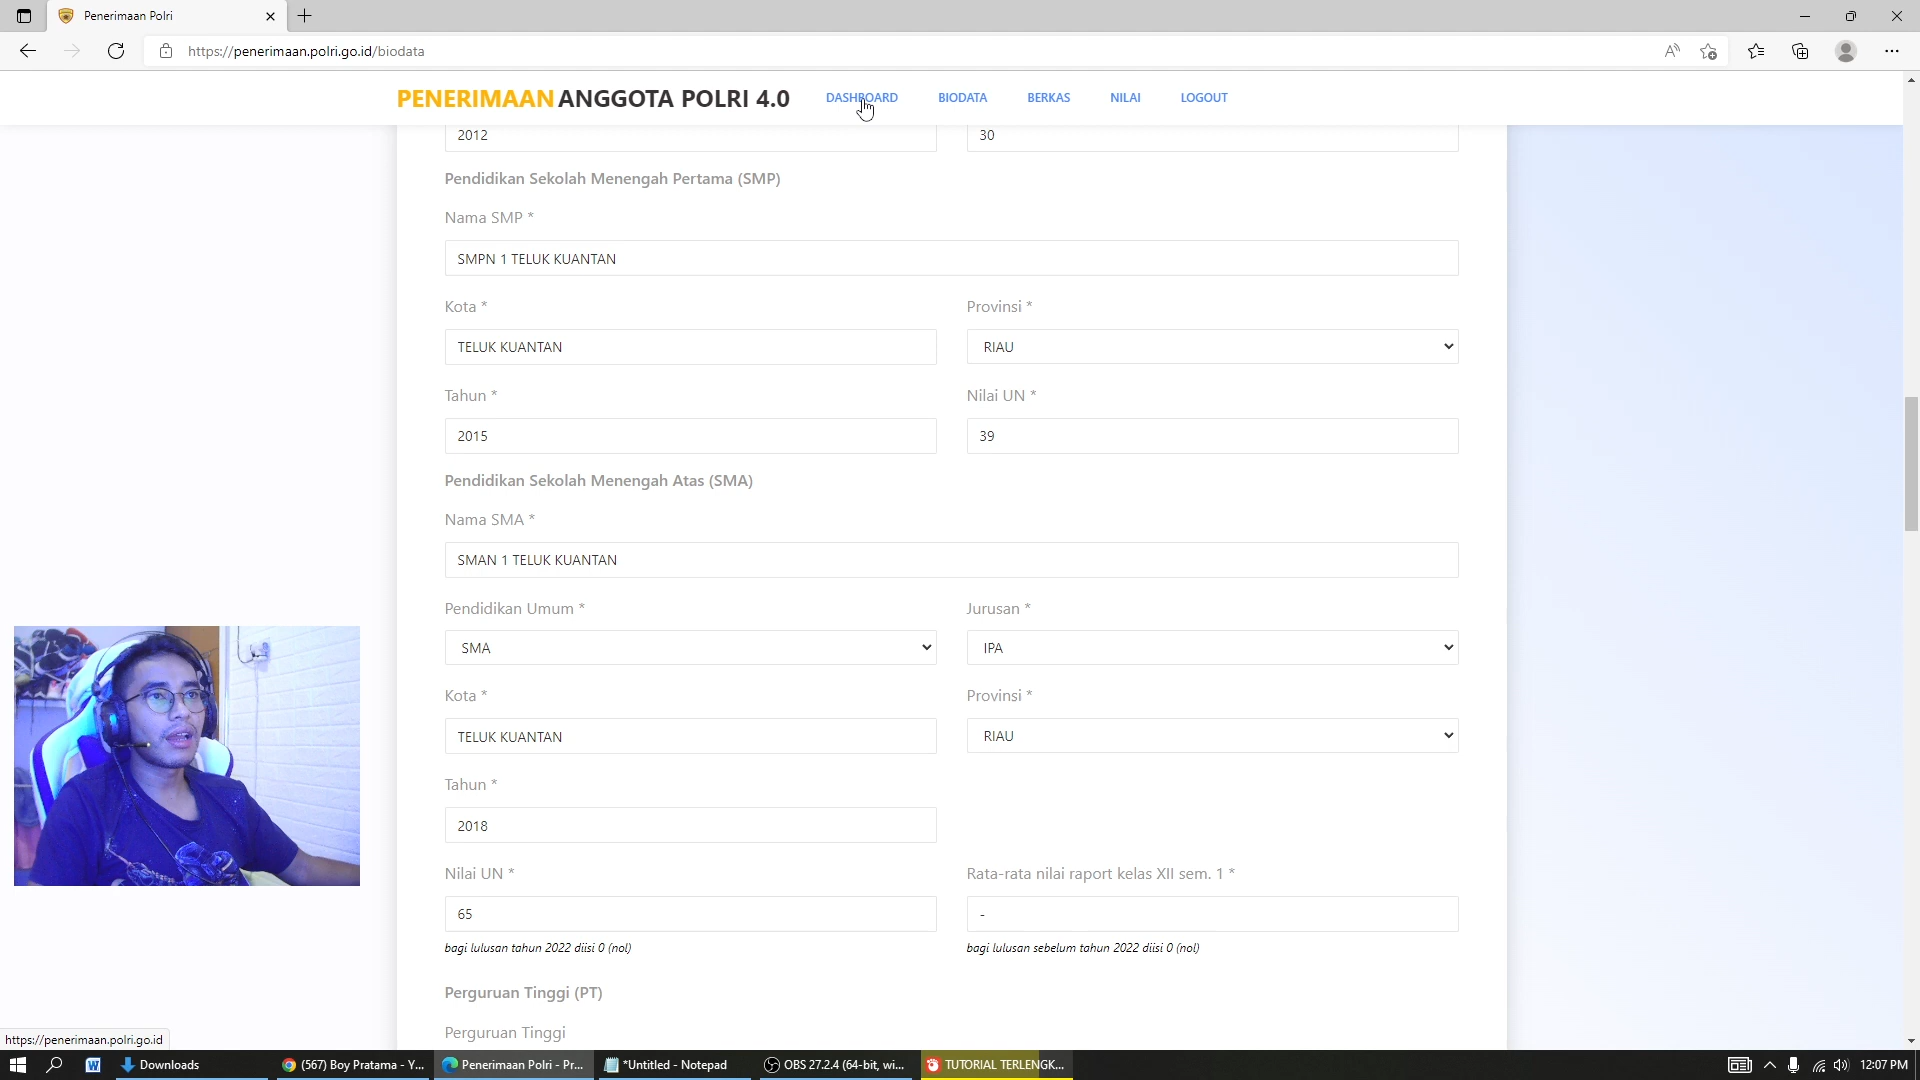 Penerimaan Polri
https://penerimaan.polri.go.id/biodata
PENERIMAAN ANGGOTA POLRI 4.0
DASHBOARD BIODATA BERKAS NILAI LOGOUT
2012 30
Pendidikan Sekolah Menengah Pertama (SMP)
Nama SMP *
SMPN 1 TELUK KUANTAN
Kota * Provinsi *
TELUK KUANTAN RIAU
Tahun * Nilai UN *
2015 39
Pendidikan Sekolah Menengah Atas (SMA)
Nama SMA *
SMAN 1 TELUK KUANTAN
Pendidikan Umum * Jurusan *
SMA IPA
Kota * Provinsi *
TELUK KUANTAN RIAU
Tahun *
2018
Nilai UN * Rata-rata nilai raport kelas XII sem. 1 *
65 -
bagi lulusan tahun 2022 diisi 0 (nol) bagi lulusan sebelum tahun 2022 diisi 0 (nol)
Perguruan Tinggi (PT)
Perguruan Tinggi
https://penerimaan.polri.go.id
Downloads (567) Boy Pratama - Y... Penerimaan Polri - Pr... *Untitled - Notepad OBS 27.2.4 (64-bit, wi... TUTORIAL TERLENGK... 12:07 PM